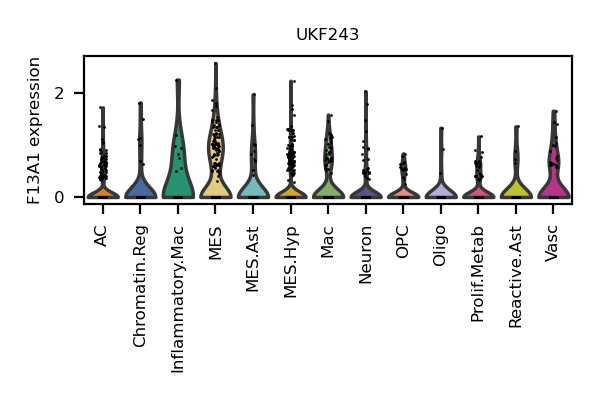 UKF243
F13A1 expression
2
0
AC
Chromatin.Reg
Inflammatory.Mac
MES
MES.Ast
MES.Hyp
Mac
Neuron
OPC
Oligo
Prolif.Metab
Reactive.Ast
Vasc